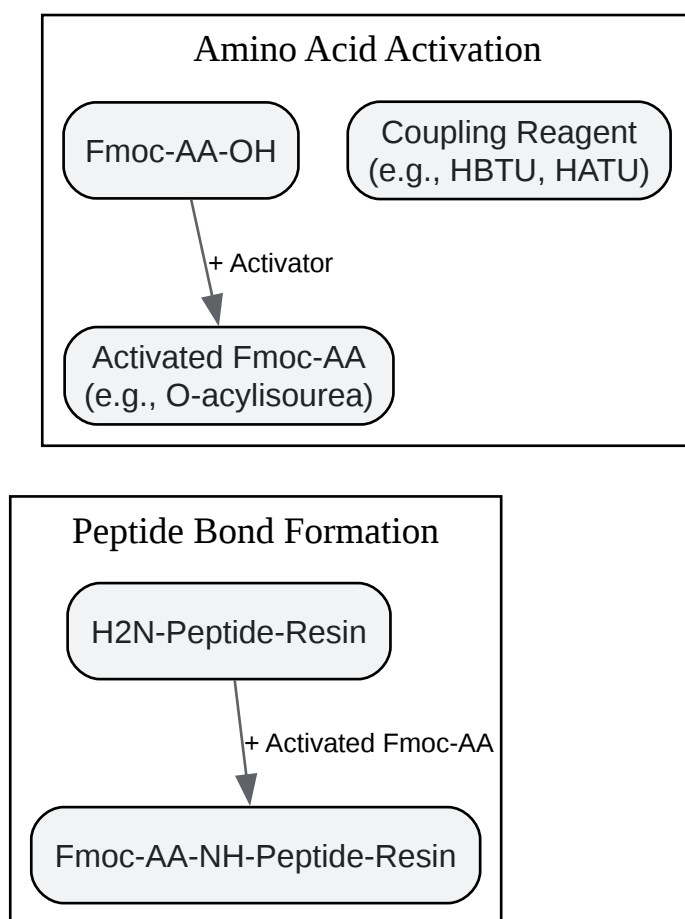 Amino Acid Activation
Fmoc-AA-OH
Coupling Reagent
(e.g., HBTU, HATU)
+ Activator
Activated Fmoc-AA
(e.g., O-acylisourea)
Peptide Bond Formation
H2N-Peptide-Resin
+ Activated Fmoc-AA
Fmoc-AA-NH-Peptide-Resin